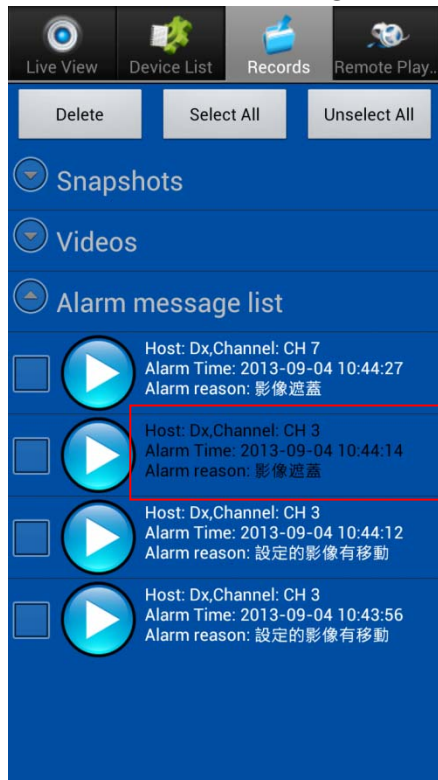 Live View
Device List
Records
Remote Play..
Delete
Select All
Unselect All
Snapshots
Videos
Alarm message list
Host: Dx,Channel: CH 7
Alarm Time: 2013-09-04 10:44:27
Alarm reason: 影像遮蓋
Host: Dx,Channel: CH 3
Alarm Time: 2013-09-04 10:44:14
Alarm reason: 影像遮蓋
Host: Dx,Channel: CH 3
Alarm Time: 2013-09-04 10:44:12
Alarm reason: 設定的影像有移動
Host: Dx,Channel: CH 3
Alarm Time: 2013-09-04 10:43:56
Alarm reason: 設定的影像有移動